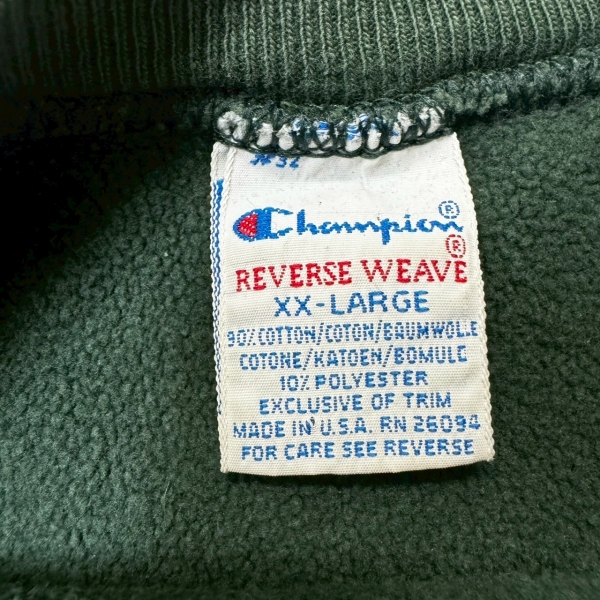 #32
Champion®
REVERSE WEAVE®
XX-LARGE
90% COTTON/COTON/BAUMWOLLE
COTONE/KATOEN/BOMULC
10% POLYESTER
EXCLUSIVE OF TRIM
MADE IN U.S.A. RN 26094
FOR CARE SEE REVERSE